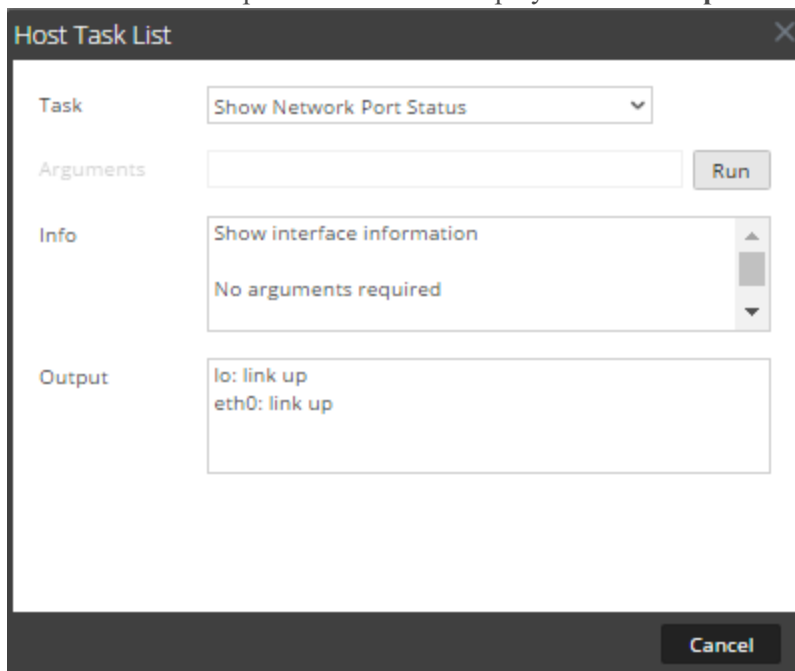 Host Task List
Task
Show Network Port Status
Arguments
Run
Info
Show interface information
No arguments required
Output
lo: link up
eth0: link up
Cancel